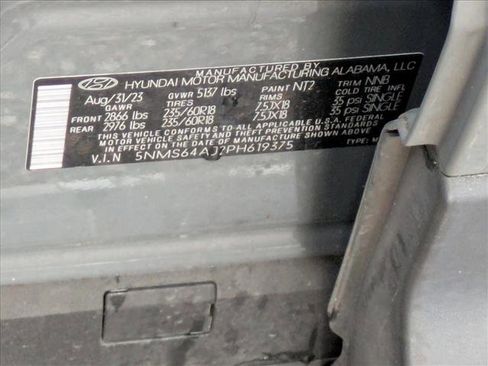 MANUFACTURED BY
HYUNDAI MOTOR MANUFACTURING ALABAMA, LLC
Aug/31/23 GVWR 5137 lbs PAINT NT2 TRIM NNB
GAWR TIRES RIMS COLD TIRE INFL
FRONT 2866 lbs 235/60R18 7.5JX18 35 psi SINGLE
REAR 2976 lbs 235/60R18 7.5JX18 35 psi SINGLE
THIS VEHICLE CONFORMS TO ALL APPLICABLE U.S.A. FEDERAL
MOTOR VEHICLE SAFETY AND THEFT PREVENTION STANDARDS
IN EFFECT ON THE DATE OF MANUFACTURE SHOWN ABOVE.
V.I.N TYPE: